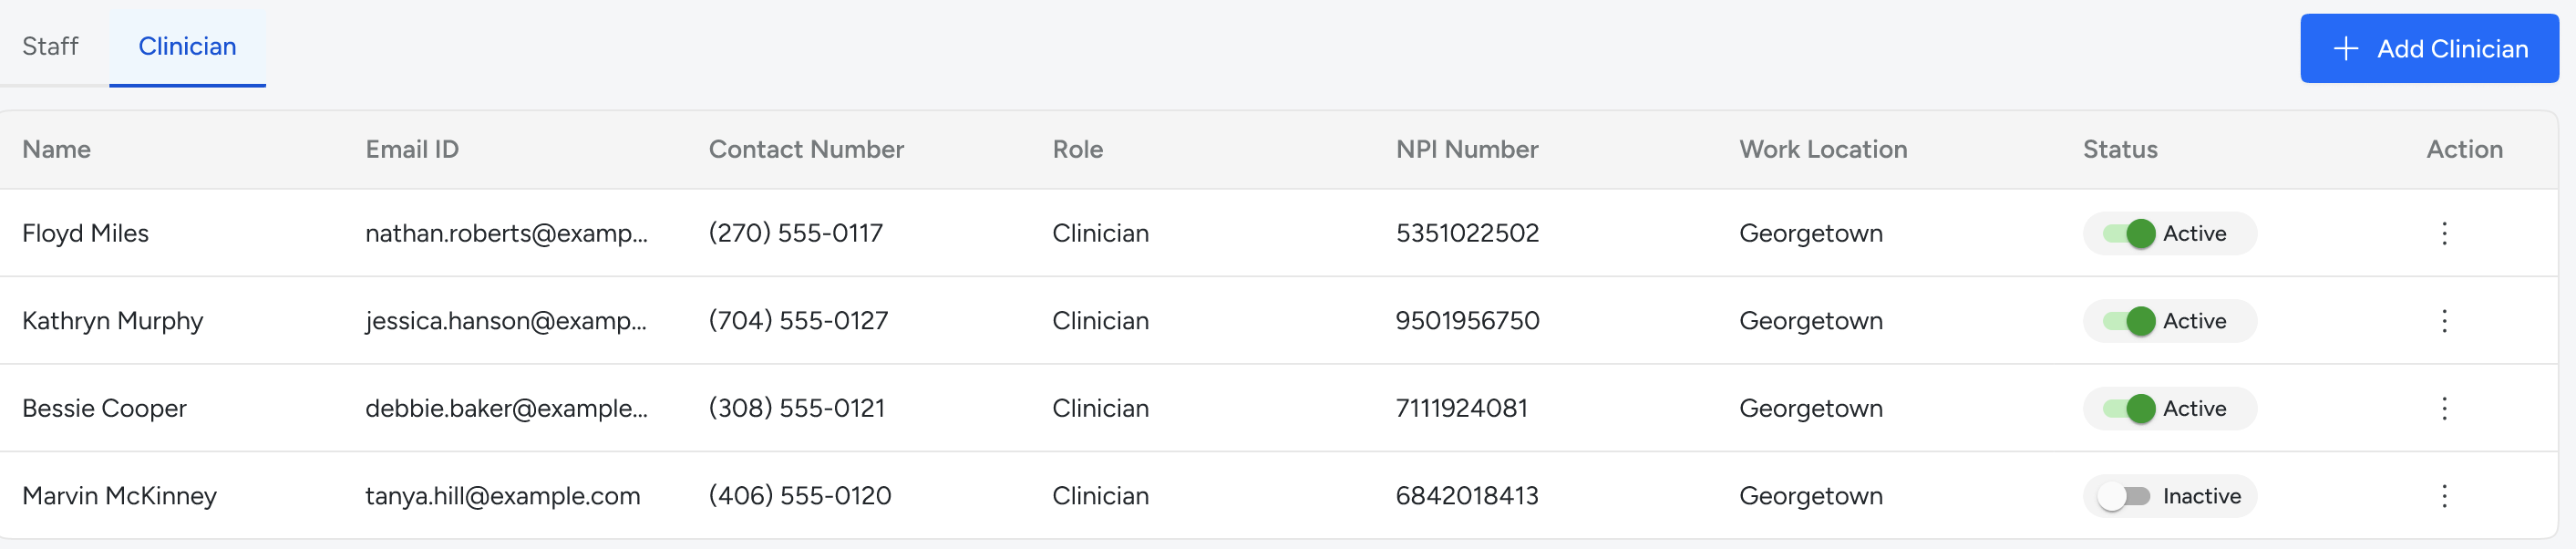 Staff Clinician + Add Clinician
Name Email ID Contact Number Role NPI Number Work Location Status Action
Floyd Miles nathan.roberts@examp... (270) 555-0117 Clinician 5351022502 Georgetown Active
Kathryn Murphy jessica.hanson@examp... (704) 555-0127 Clinician 9501956750 Georgetown Active
Bessie Cooper debbie.baker@example... (308) 555-0121 Clinician 7111924081 Georgetown Active
Marvin McKinney tanya.hill@example.com (406) 555-0120 Clinician 6842018413 Georgetown Inactive